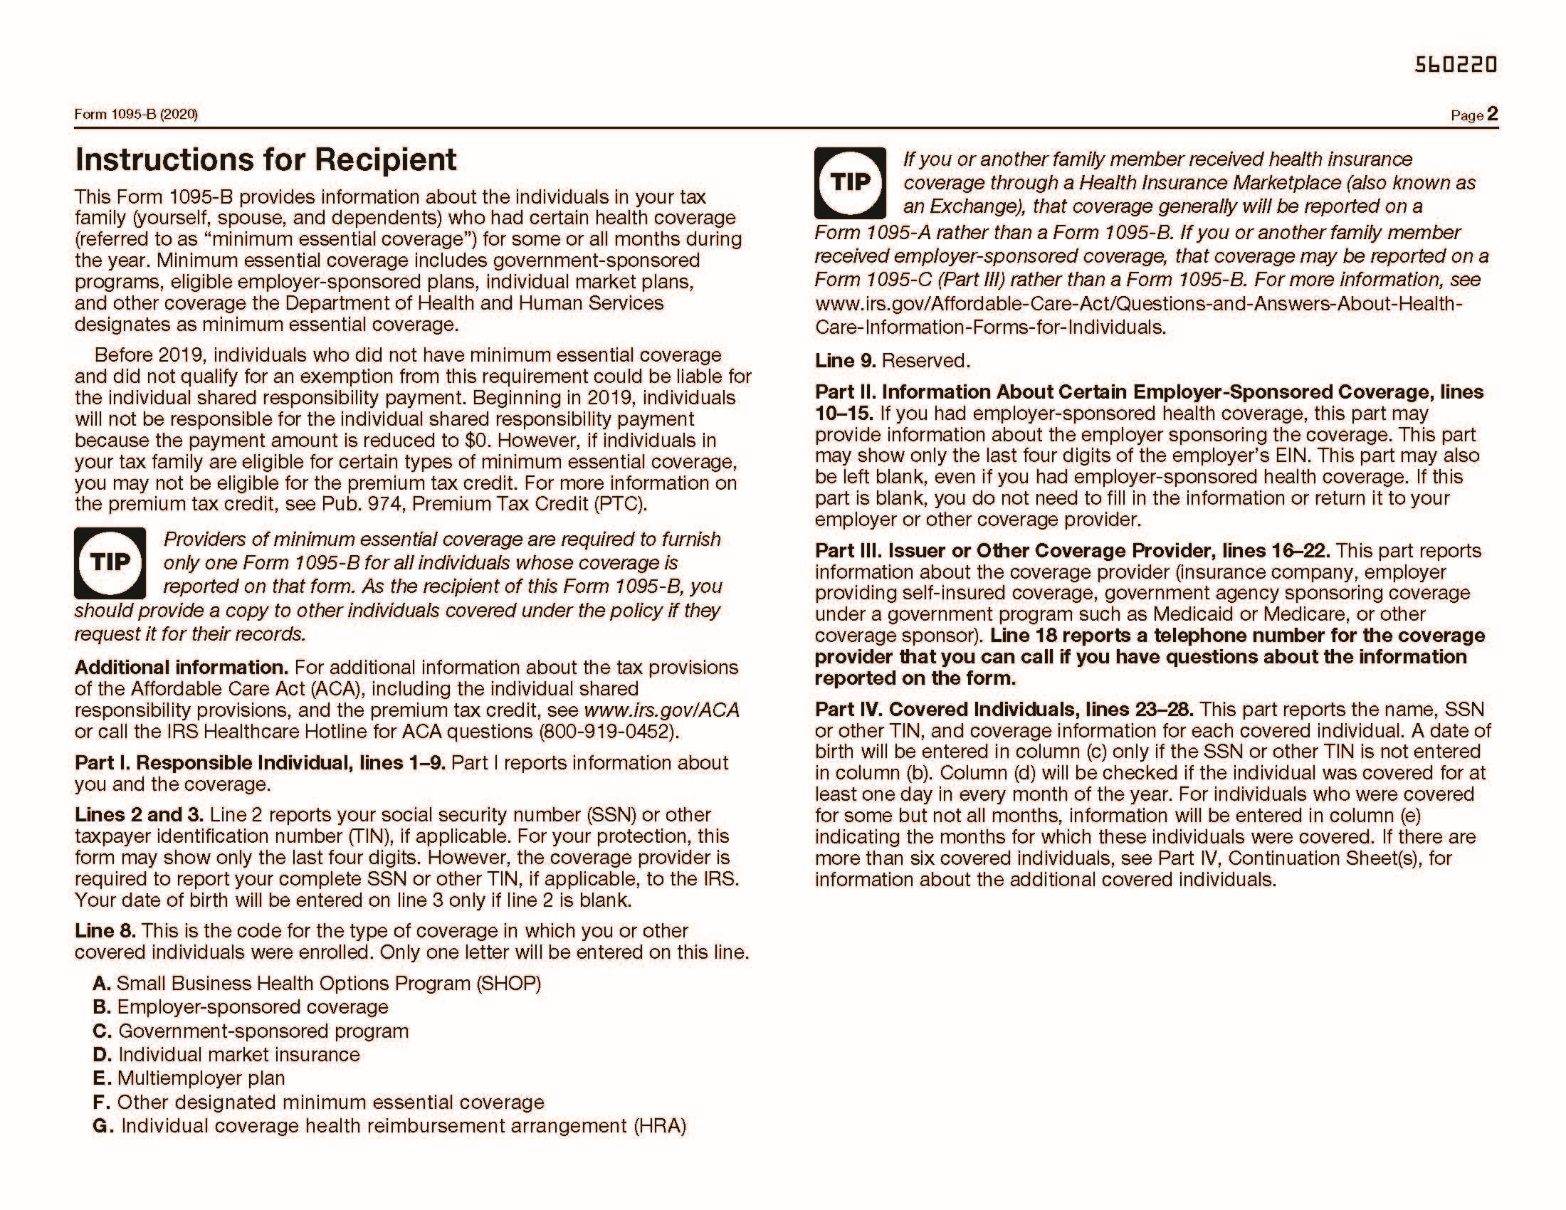 560220
Form 1095-B (2020)
Page 2
Instructions for Recipient
This Form 1095-B provides information about the individuals in your tax
family (yourself, spouse, and dependents) who had certain health coverage
(referred to as “minimum essential coverage”) for some or all months during
the year. Minimum essential coverage includes government-sponsored
programs, eligible employer-sponsored plans, individual market plans,
and other coverage the Department of Health and Human Services
designates as minimum essential coverage.
Before 2019, individuals who did not have minimum essential coverage
and did not qualify for an exemption from this requirement could be liable for
the individual shared responsibility payment. Beginning in 2019, individuals
will not be responsible for the individual shared responsibility payment
because the payment amount is reduced to $0. However, if individuals in
your tax family are eligible for certain types of minimum essential coverage,
you may not be eligible for the premium tax credit. For more information on
the premium tax credit, see Pub. 974, Premium Tax Credit (PTC).
TIP
Providers of minimum essential coverage are required to furnish
only one Form 1095-B for all individuals whose coverage is
reported on that form. As the recipient of this Form 1095-B, you
should provide a copy to other individuals covered under the policy if they
request it for their records.
Additional information. For additional information about the tax provisions
of the Affordable Care Act (ACA), including the individual shared
responsibility provisions, and the premium tax credit, see www.irs.gov/ACA
or call the IRS Healthcare Hotline for ACA questions (800-919-0452).
Part I. Responsible Individual, lines 1–9. Part I reports information about
you and the coverage.
Lines 2 and 3. Line 2 reports your social security number (SSN) or other
taxpayer identification number (TIN), if applicable. For your protection, this
form may show only the last four digits. However, the coverage provider is
required to report your complete SSN or other TIN, if applicable, to the IRS.
Your date of birth will be entered on line 3 only if line 2 is blank.
Line 8. This is the code for the type of coverage in which you or other
covered individuals were enrolled. Only one letter will be entered on this line.
A. Small Business Health Options Program (SHOP)
B. Employer-sponsored coverage
C. Government-sponsored program
D. Individual market insurance
E. Multiemployer plan
F. Other designated minimum essential coverage
G. Individual coverage health reimbursement arrangement (HRA)
TIP
If you or another family member received health insurance
coverage through a Health Insurance Marketplace (also known as
an Exchange), that coverage generally will be reported on a
Form 1095-A rather than a Form 1095-B. If you or another family member
received employer-sponsored coverage, that coverage may be reported on a
Form 1095-C (Part III) rather than a Form 1095-B. For more information, see
www.irs.gov/Affordable-Care-Act/Questions-and-Answers-About-Health-
Care-Information-Forms-for-Individuals.
Line 9. Reserved.
Part II. Information About Certain Employer-Sponsored Coverage, lines
10–15. If you had employer-sponsored health coverage, this part may
provide information about the employer sponsoring the coverage. This part
may show only the last four digits of the employer’s EIN. This part may also
be left blank, even if you had employer-sponsored health coverage. If this
part is blank, you do not need to fill in the information or return it to your
employer or other coverage provider.
Part III. Issuer or Other Coverage Provider, lines 16–22. This part reports
information about the coverage provider (insurance company, employer
providing self-insured coverage, government agency sponsoring coverage
under a government program such as Medicaid or Medicare, or other
coverage sponsor). Line 18 reports a telephone number for the coverage
provider that you can call if you have questions about the information
reported on the form.
Part IV. Covered Individuals, lines 23–28. This part reports the name, SSN
or other TIN, and coverage information for each covered individual. A date of
birth will be entered in column (c) only if the SSN or other TIN is not entered
in column (b). Column (d) will be checked if the individual was covered for at
least one day in every month of the year. For individuals who were covered
for some but not all months, information will be entered in column (e)
indicating the months for which these individuals were covered. If there are
more than six covered individuals, see Part IV, Continuation Sheet(s), for
information about the additional covered individuals.